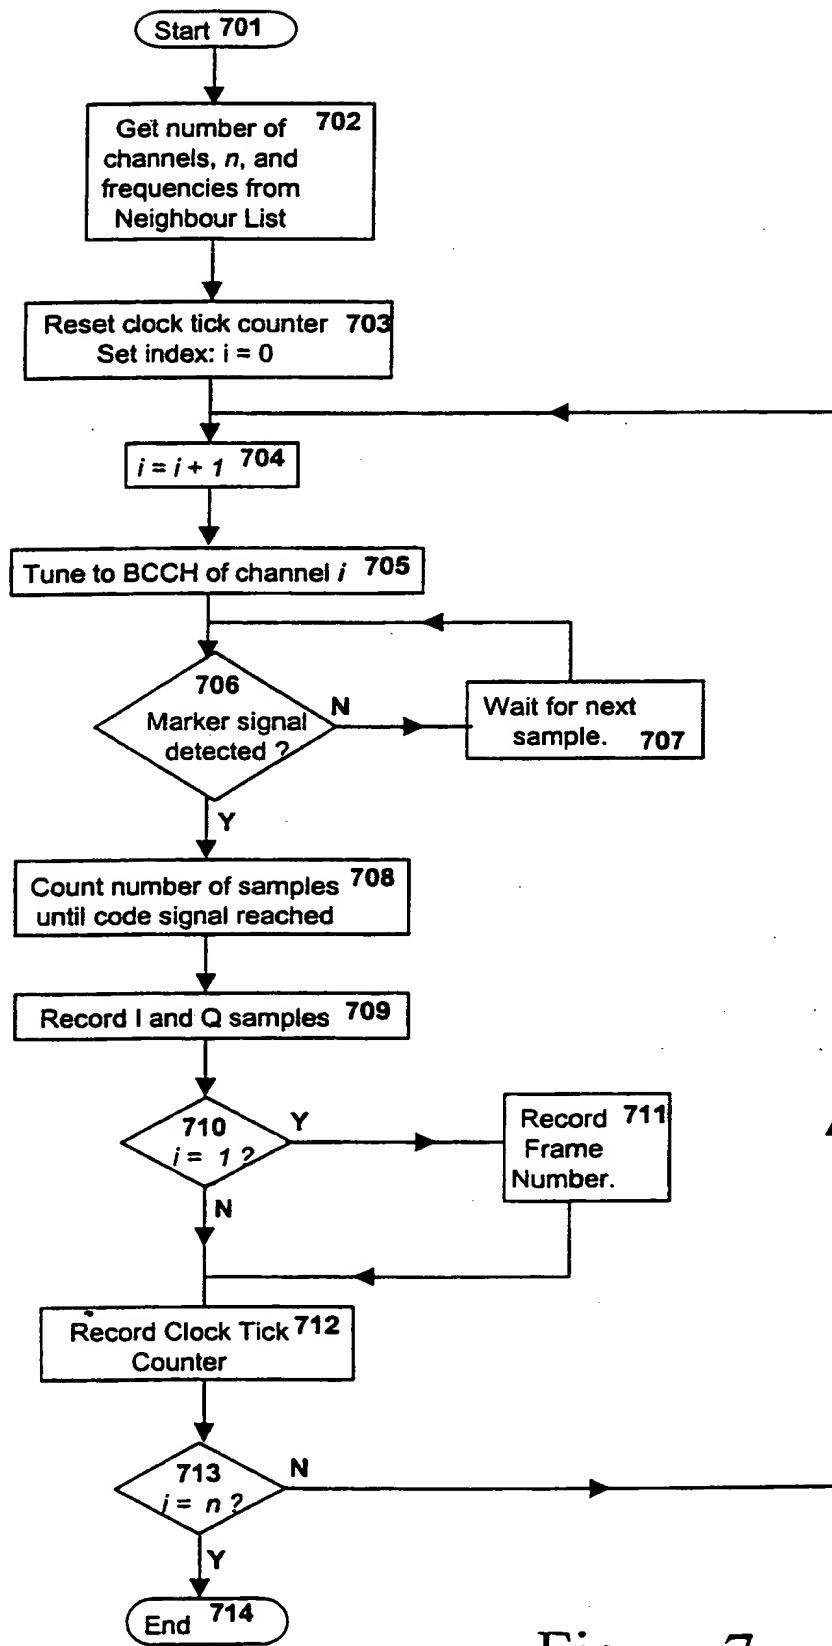 Start 701
Get number of 702
channels, n, and
frequencies from
Neighbour List
Reset clock tick counter 703
Set index: i = 0
i = i + 1 704
Tune to BCCH of channel i 705
706
Marker signal
detected ?
N
Wait for next
sample. 707
Y
Count number of samples 708
until code signal reached
Record I and Q samples 709
710
i = 1 ?
Y
Record 711
Frame
Number.
N
Record Clock Tick 712
Counter
713
i = n ?
N
Y
End 714